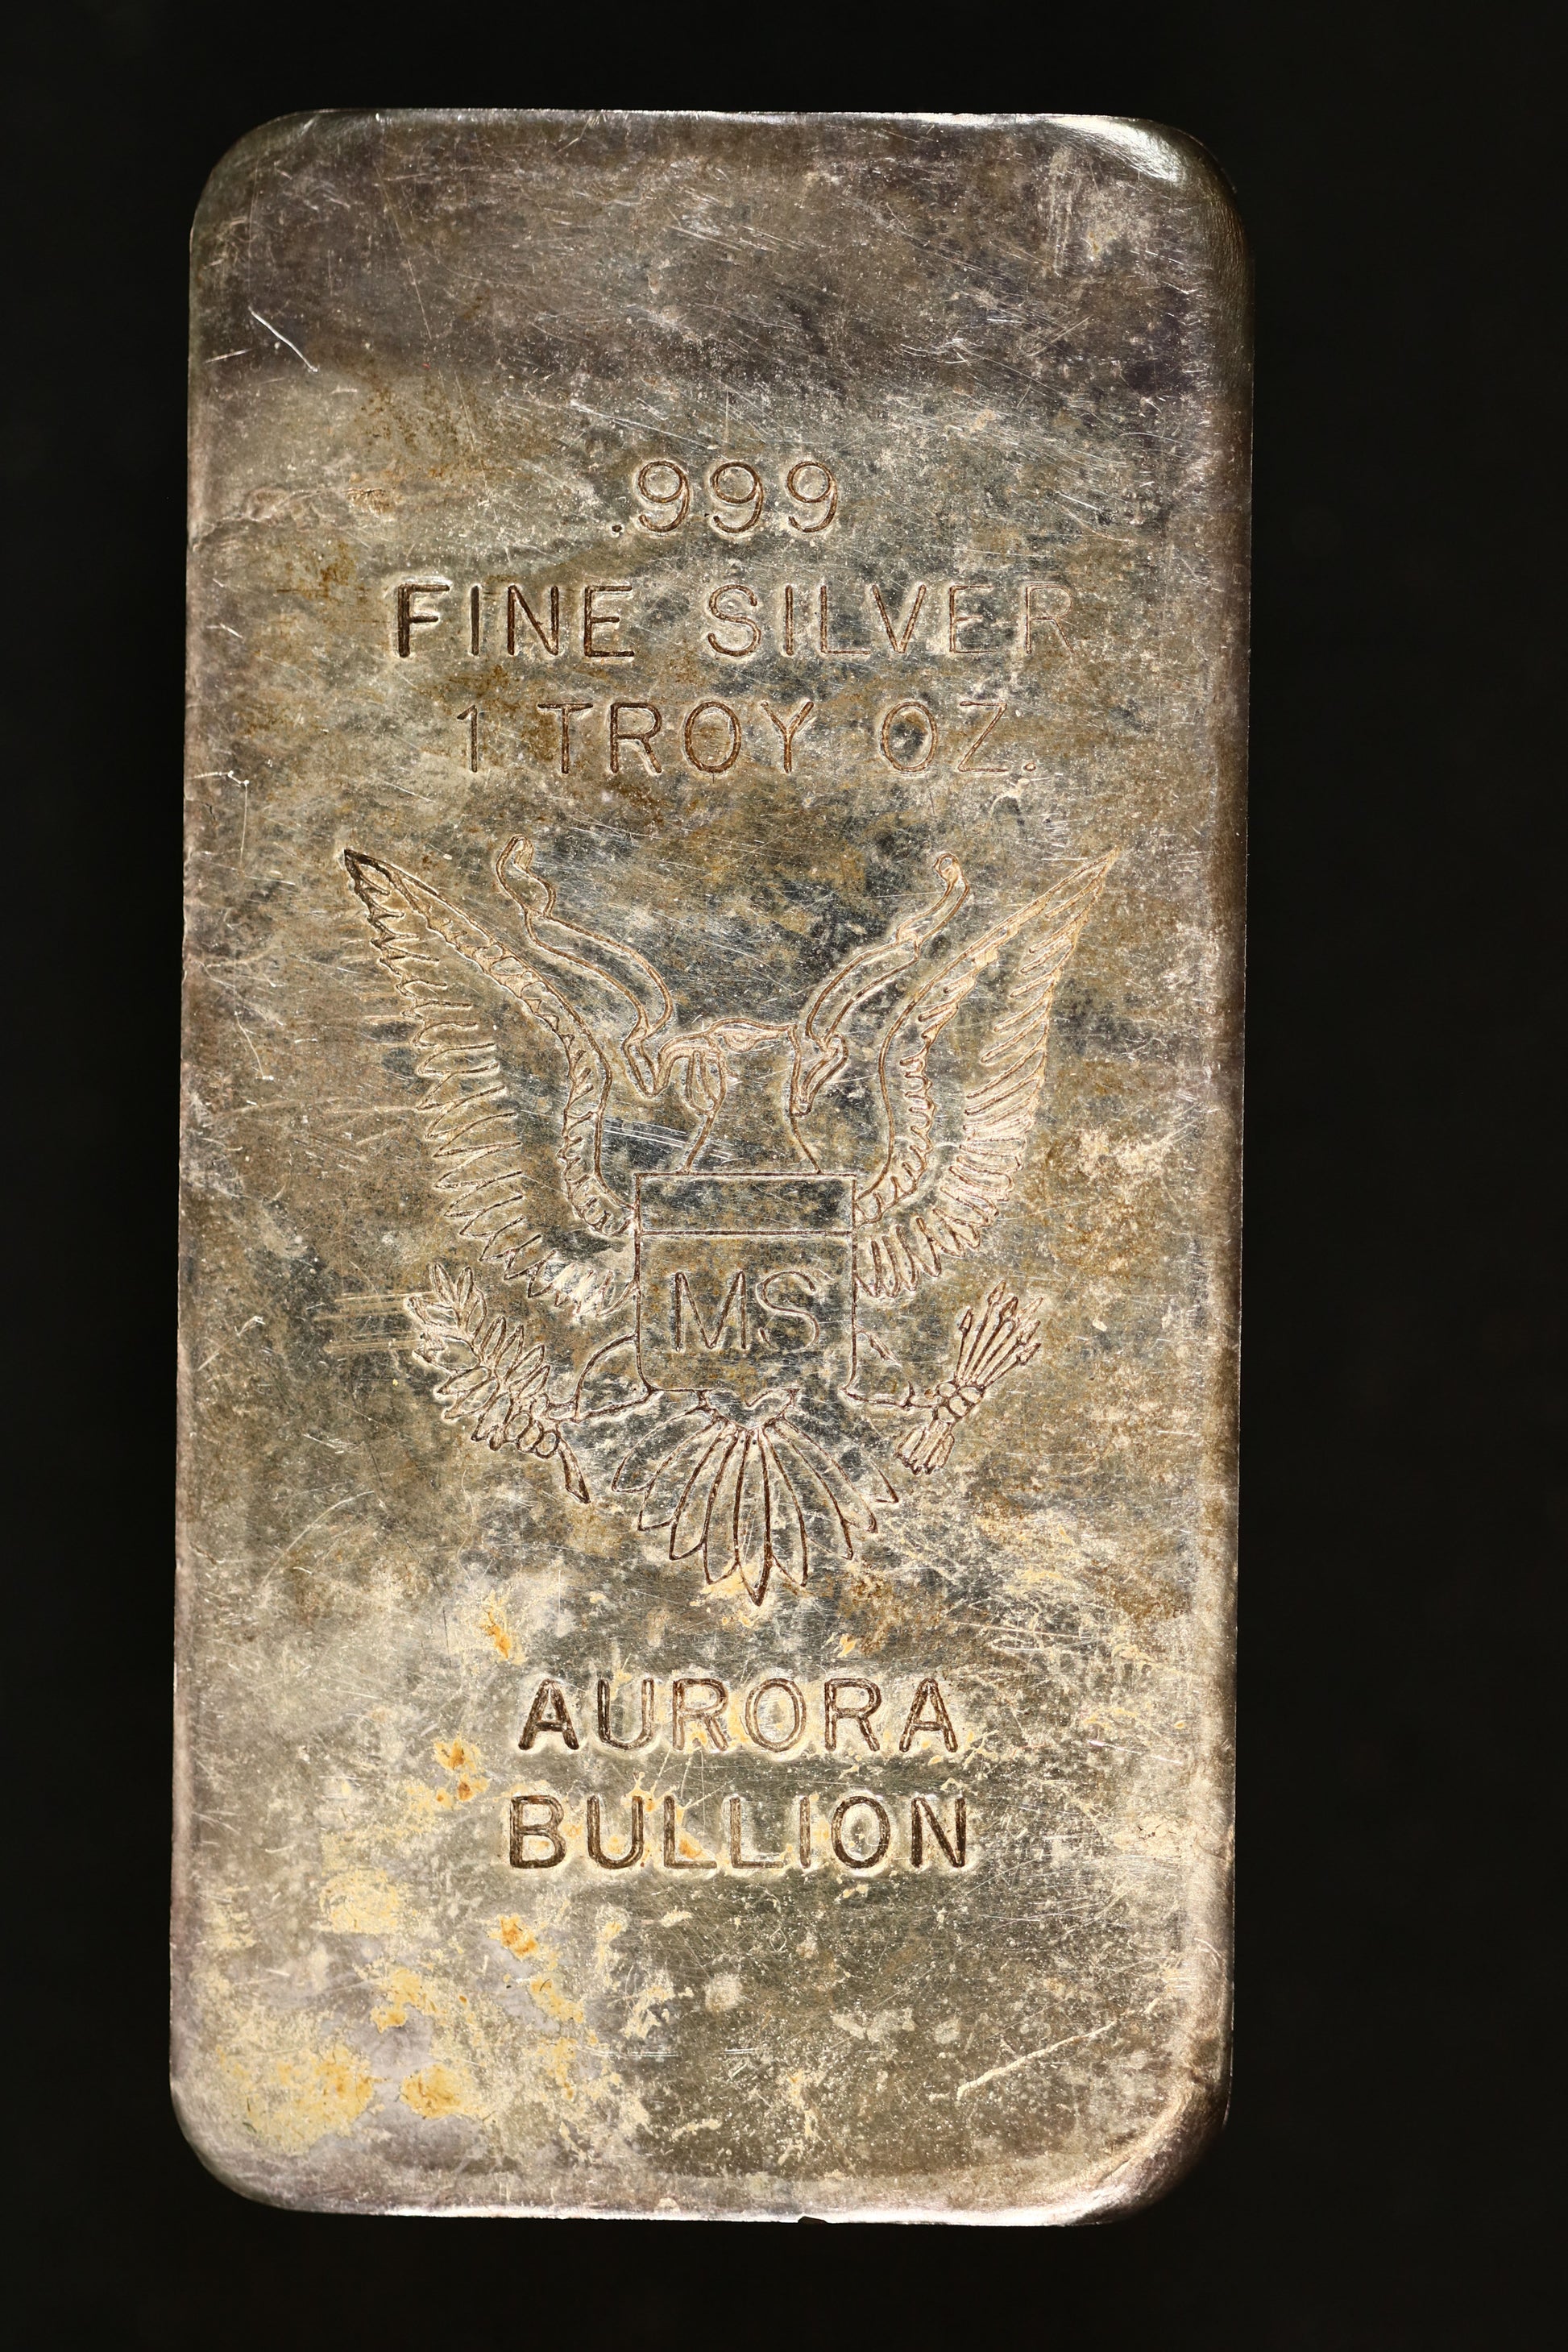 .999
FINE SILVER
1 TROY OZ.
MS
AURORA
BULLION